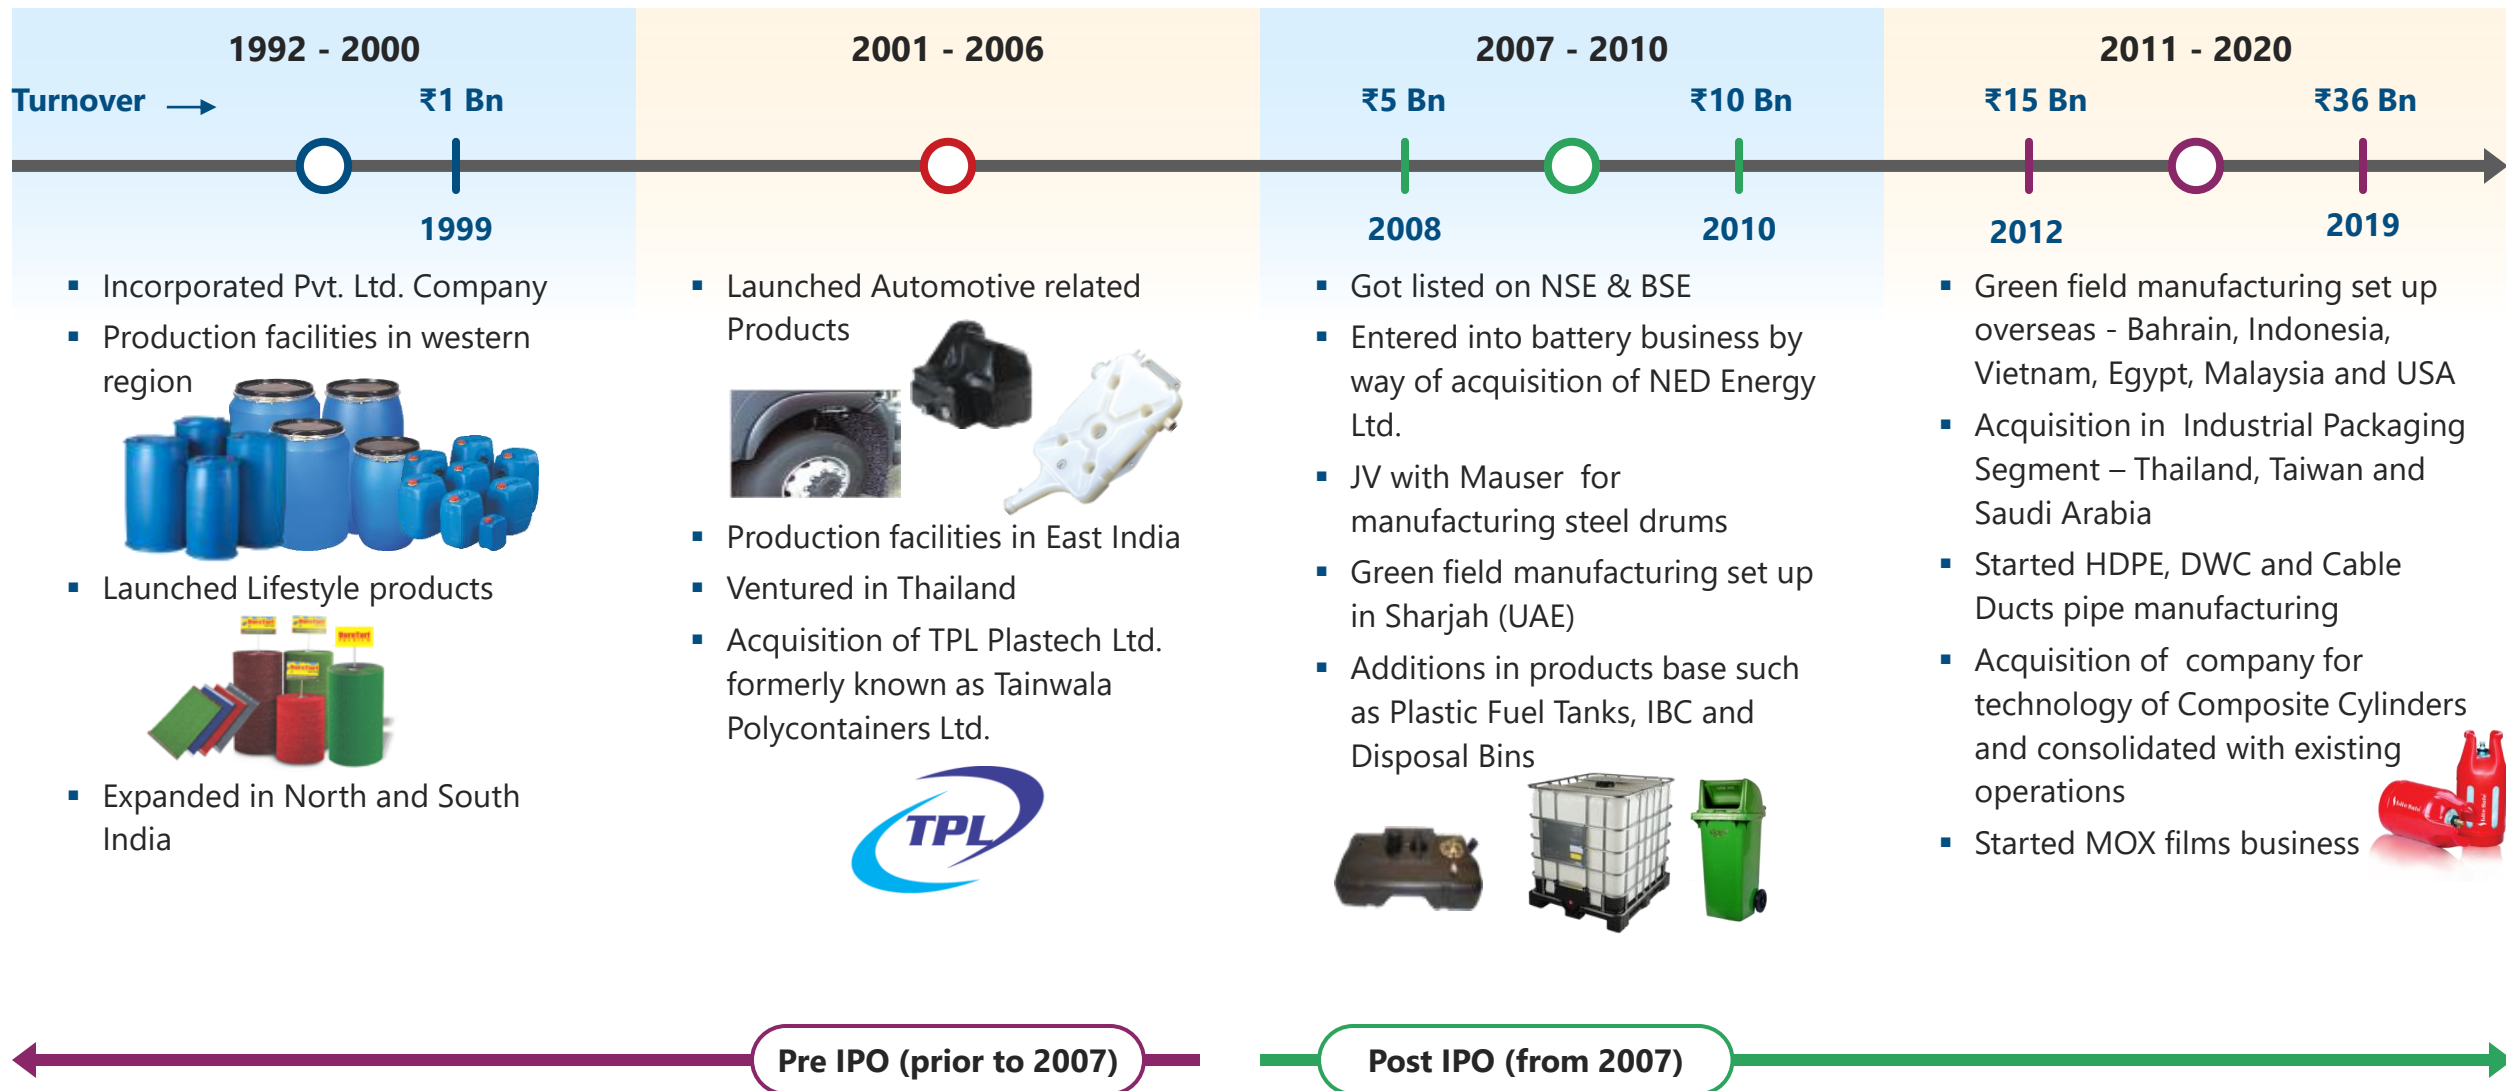 1992 - 2000
Turnover
₹1 Bn
1999
▪ Incorporated Pvt. Ltd. Company
▪ Production facilities in western
region
▪ Launched Lifestyle products
DuroTurf
DuroTurf
DuroTurf
DuroTurf
▪ Expanded in North and South
India
2001 - 2006
▪ Launched Automotive related
Products
▪ Production facilities in East India
▪ Ventured in Thailand
▪ Acquisition of TPL Plastech Ltd.
formerly known as Tainwala
Polycontainers Ltd.
TPL
2007 - 2010
₹5 Bn
₹10 Bn
2008
2010
▪ Got listed on NSE & BSE
▪ Entered into battery business by
way of acquisition of NED Energy
Ltd.
▪ JV with Mauser for
manufacturing steel drums
▪ Green field manufacturing set up
in Sharjah (UAE)
▪ Additions in products base such
as Plastic Fuel Tanks, IBC and
Disposal Bins
2011 - 2020
₹15 Bn
₹36 Bn
2012
2019
▪ Green field manufacturing set up
overseas - Bahrain, Indonesia,
Vietnam, Egypt, Malaysia and USA
▪ Acquisition in Industrial Packaging
Segment – Thailand, Taiwan and
Saudi Arabia
▪ Started HDPE, DWC and Cable
Ducts pipe manufacturing
▪ Acquisition of company for
technology of Composite Cylinders
and consolidated with existing
operations
▪ Started MOX films business
Pre IPO (prior to 2007)
Post IPO (from 2007)